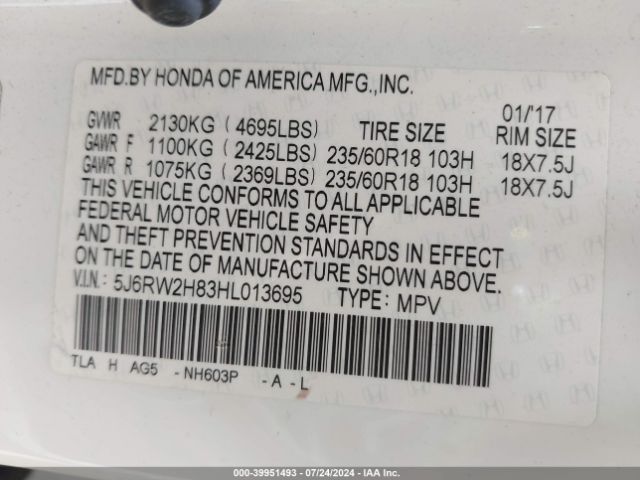 MFD.BY HONDA OF AMERICA MFG.,INC.
01/'17
GVWR 2130KG (4695LBS) TIRE SIZE RIM SIZE
GAWR F 1100KG (2425LBS) 235/60R18 103H 18X7.5J
GAWR R 1075KG (2369LBS) 235/60R18 103H 18X7.5J
THIS VEHICLE CONFORMS TO ALL APPLICABLE
FEDERAL MOTOR VEHICLE SAFETY
AND THEFT PREVENTION STANDARDS IN EFFECT
ON THE DATE OF MANUFACTURE SHOWN ABOVE.
V.I.N.: 5J6RW2H83HL013695 TYPE: MPV
TLA H AG5 -NH603P -A-L
000-39951493 - 07/24/2024 - IAA Inc.